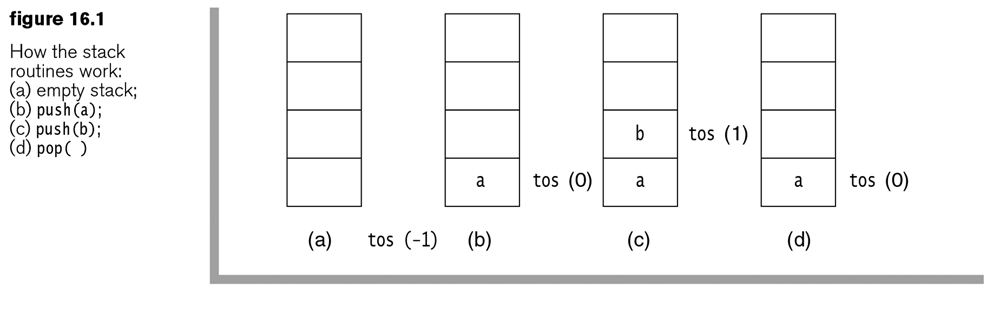 figure 16.1
How the stack
routines work:
(a) empty stack;
(b) push(a);
(c) push(b);
(d) pop( )
b tos (1)
a tos (0) a a tos (0)
(a) tos (–1) (b) (c) (d)